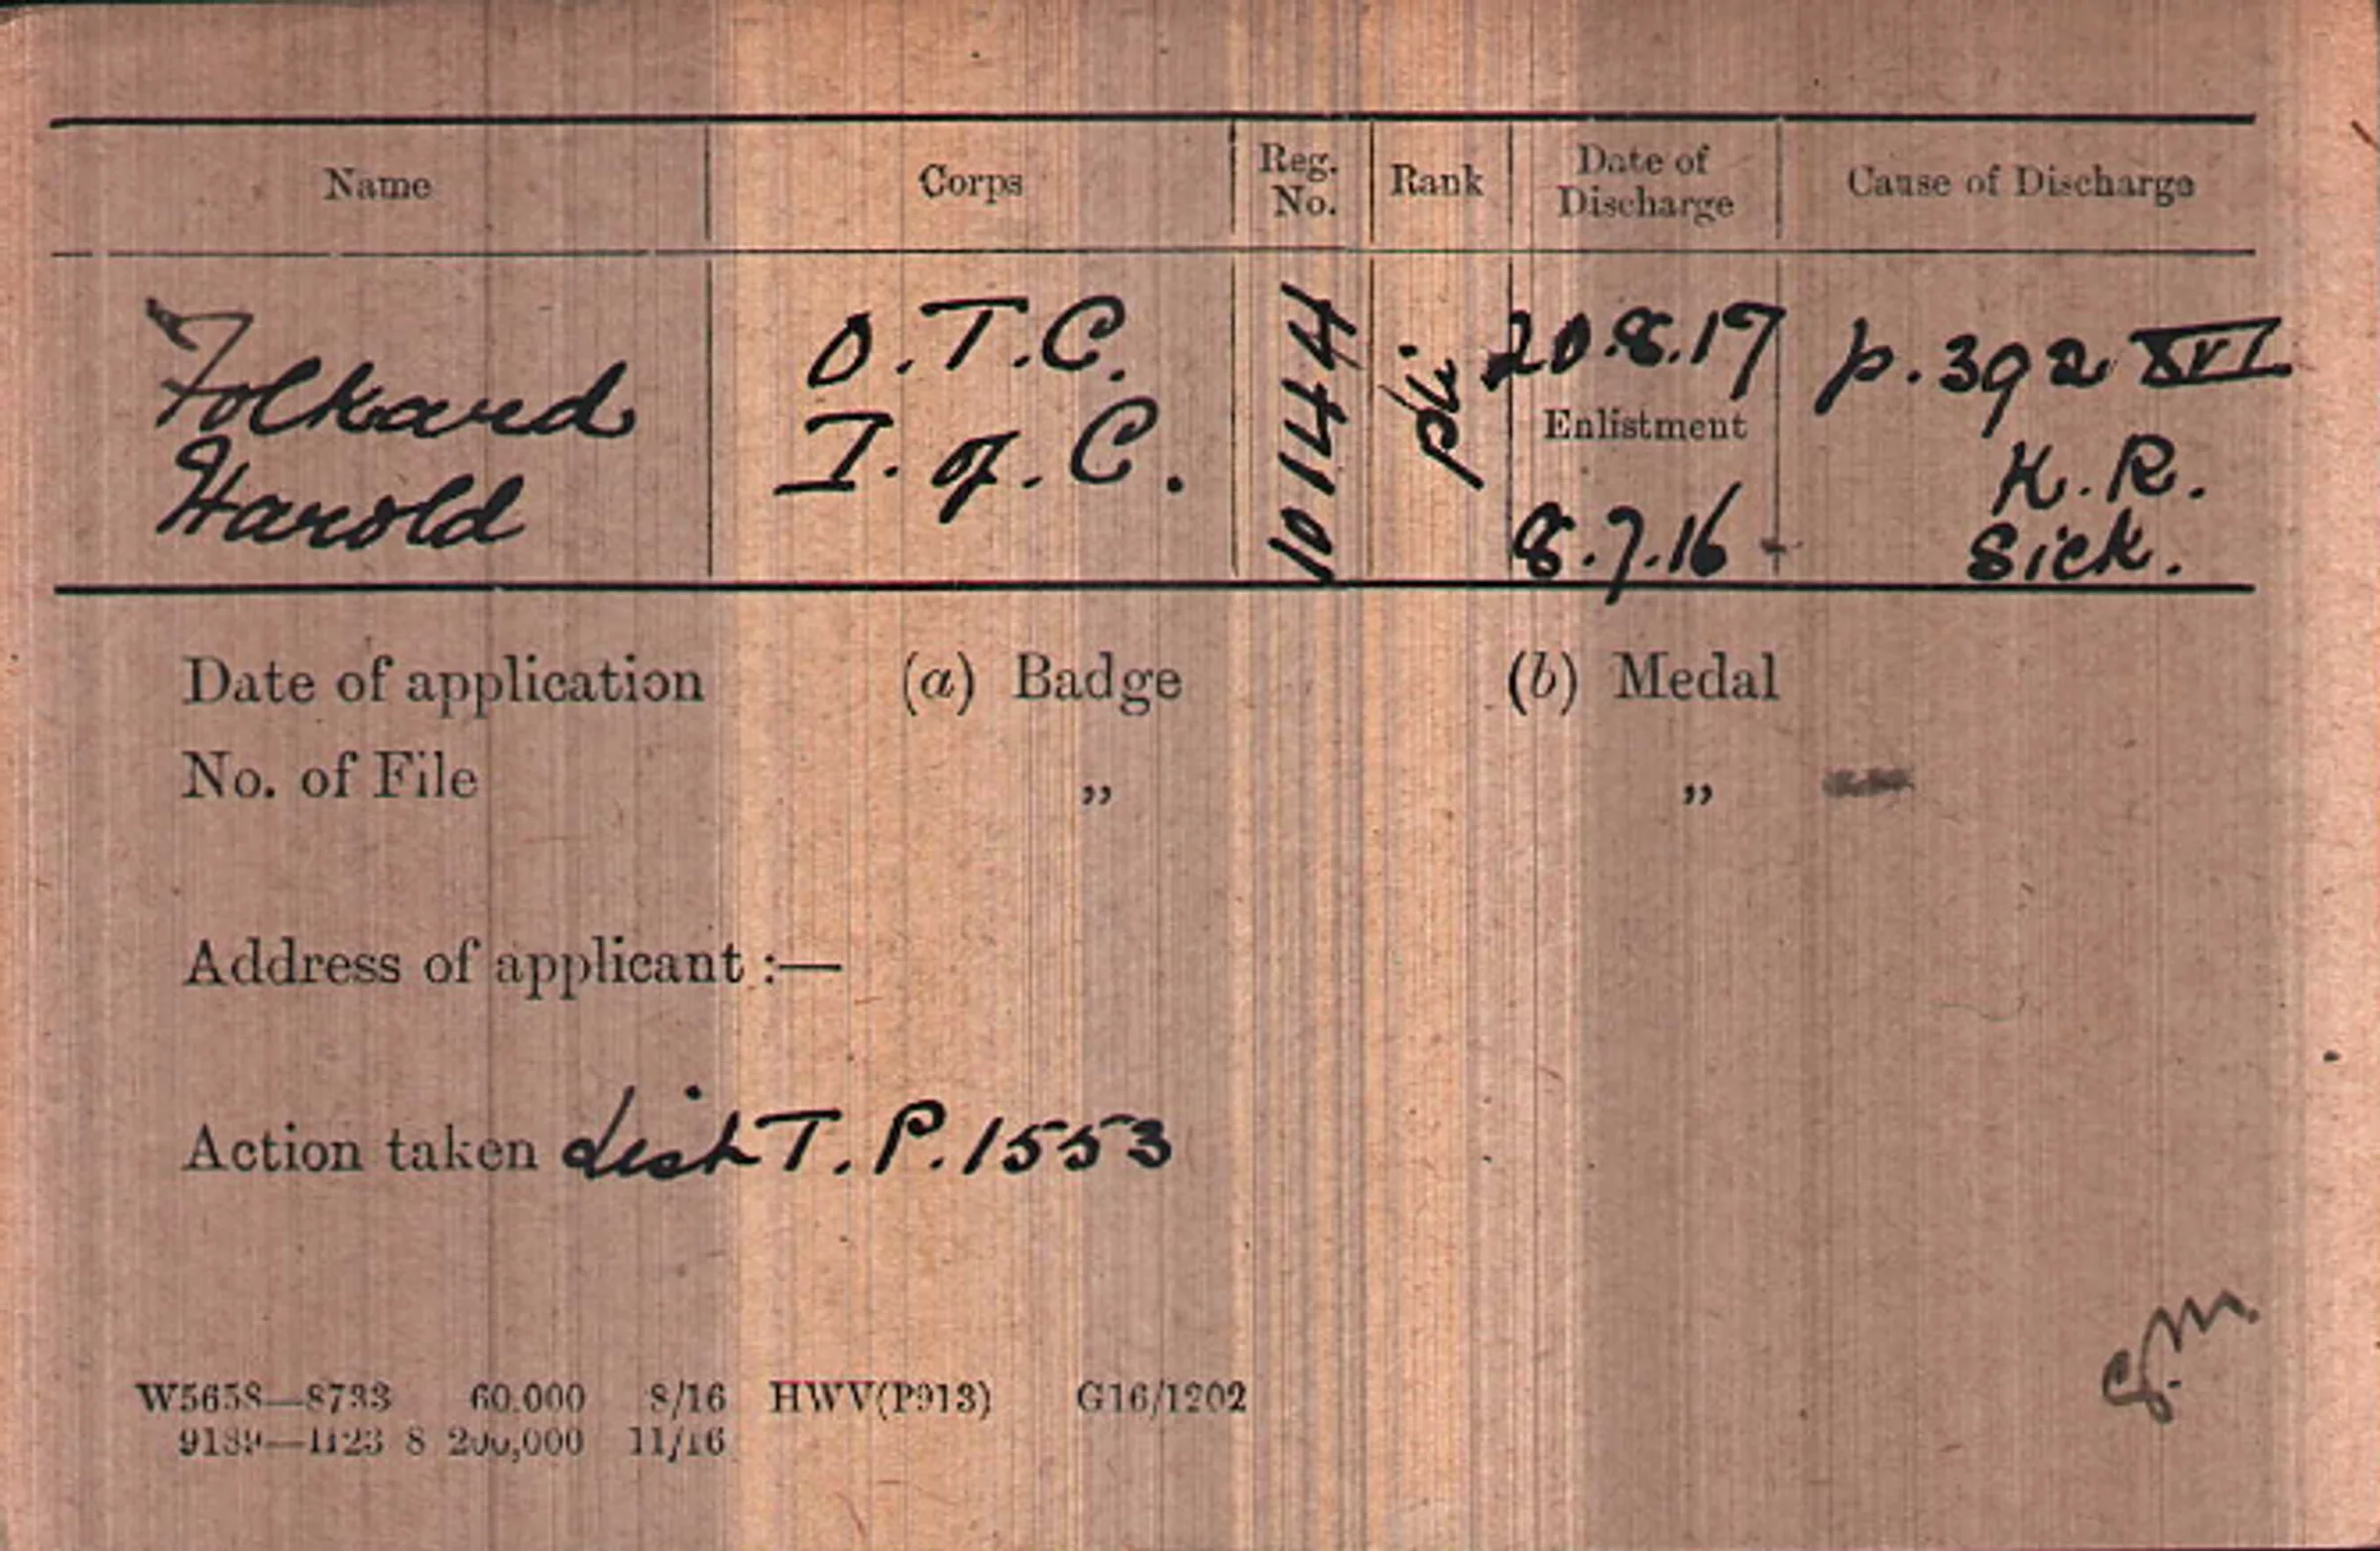 Name Corps Reg. No. Rank Date of Discharge Cause of Discharge
Folkard O.T.C. 10144 pte 20.8.17 p. 392 XVI
Harold I. of. C. Enlistment K.R.
8.7.16 Sick.
Date of application (a) Badge (b) Medal
No. of File ,, ,,
Address of applicant :—
Action taken List T.P. 1553
W5658—8733 60.000 8/16 HWV(P913) G16/1202
8 200,000 11/16